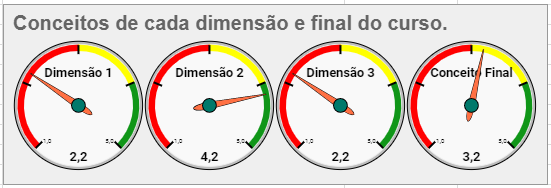 Conceitos de cada dimensão e final do curso.
Dimensão 1
1,0 5,0
2,2
Dimensão 2
1,0 5,0
4,2
Dimensão 3
1,0 5,0
2,2
Conceito Final
1,0 5,0
3,2